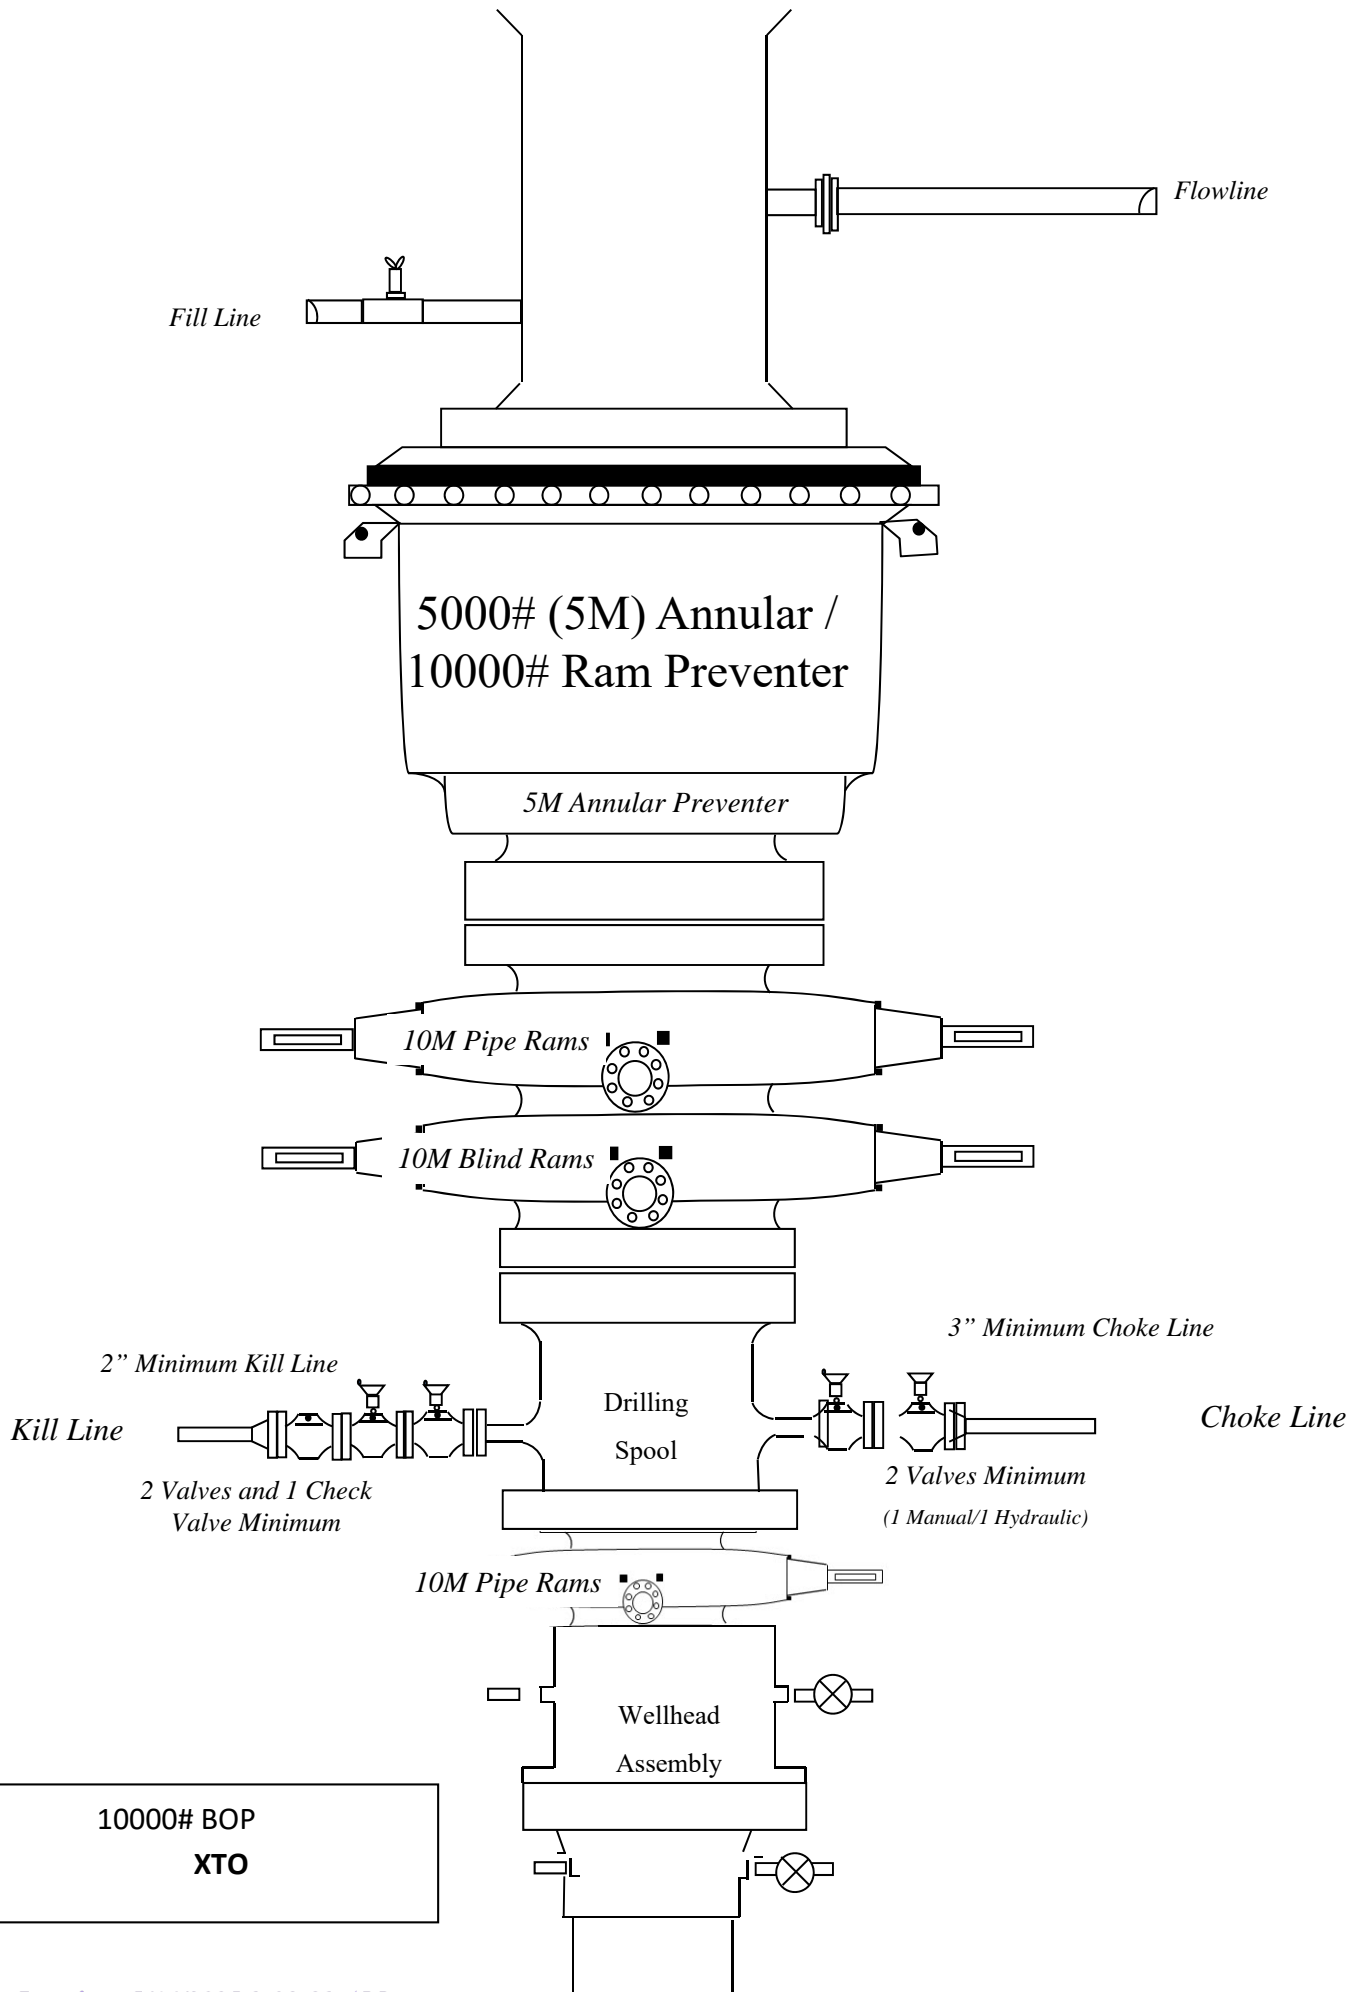 Flowline
Fill Line
5000# (5M) Annular /
10000# Ram Preventer
5M Annular Preventer
10M Pipe Rams
10M Blind Rams
3” Minimum Choke Line
2” Minimum Kill Line
Drilling
Spool
Kill Line
Choke Line
2 Valves and 1 Check
Valve Minimum
2 Valves Minimum
(1 Manual/1 Hydraulic)
10M Pipe Rams
Wellhead
Assembly
10000# BOP
XTO